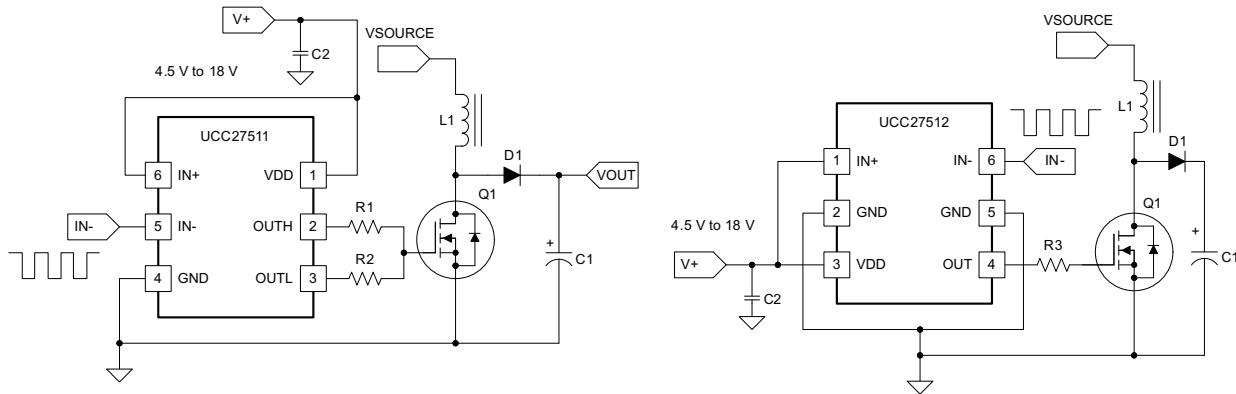 V+
C2
VSOURCE
4.5 V to 18 V
L1
UCC27511
D1
6 IN+ VDD 1
VOUT
Q1
IN- 5 IN- OUTH 2 R1
+
4 GND OUTL 3 R2
C1
VSOURCE
L1
UCC27512
D1
1 IN+ IN- 6 IN-
2 GND GND 5
Q1
4.5 V to 18 V
+
R3
V+ 3 VDD OUT 4
C1
C2